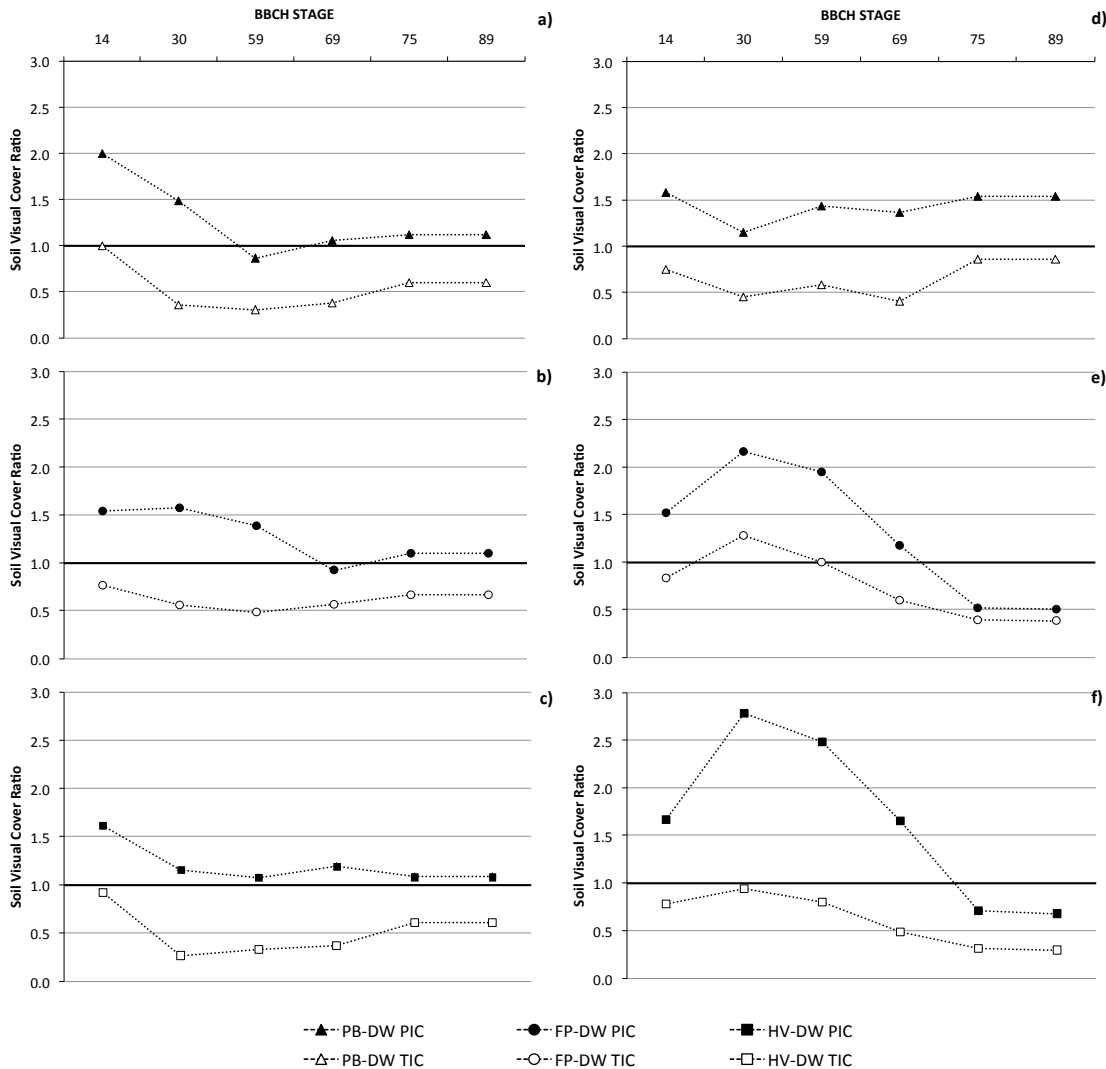 BBCH STAGE
a)
14 30 59 69 75 89
3.0
2.5
2.0
1.5
1.0
0.5
0.0
Soil Visual Cover Ratio
BBCH STAGE
d)
14 30 59 69 75 89
3.0
2.5
2.0
1.5
1.0
0.5
0.0
Soil Visual Cover Ratio
b)
3.0
2.5
2.0
1.5
1.0
0.5
0.0
Soil Visual Cover Ratio
e)
3.0
2.5
2.0
1.5
1.0
0.5
0.0
Soil Visual Cover Ratio
c)
3.0
2.5
2.0
1.5
1.0
0.5
0.0
Soil Visual Cover Ratio
f)
3.0
2.5
2.0
1.5
1.0
0.5
0.0
Soil Visual Cover Ratio
PB-DW PIC FP-DW PIC HV-DW PIC
PB-DW TIC FP-DW TIC HV-DW TIC